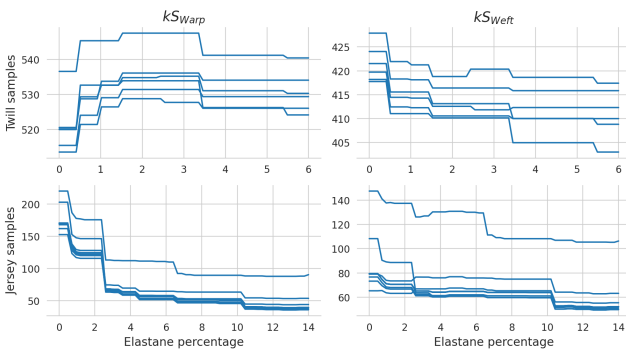 kS_Warp
kS_Weft
Twill samples
540
530
520
0 1 2 3 4 5 6
425
420
415
410
405
0 1 2 3 4 5 6
Jersey samples
200
150
100
50
0 2 4 6 8 10 12 14
Elastane percentage
140
120
100
80
60
0 2 4 6 8 10 12 14
Elastane percentage